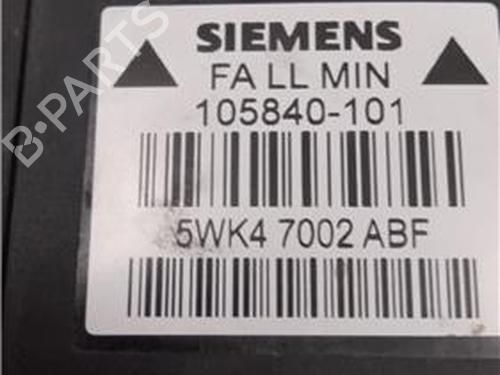 SIEMENS
FA LL MIN
105840-101
5WK4 7002 ABF
B-PARTS